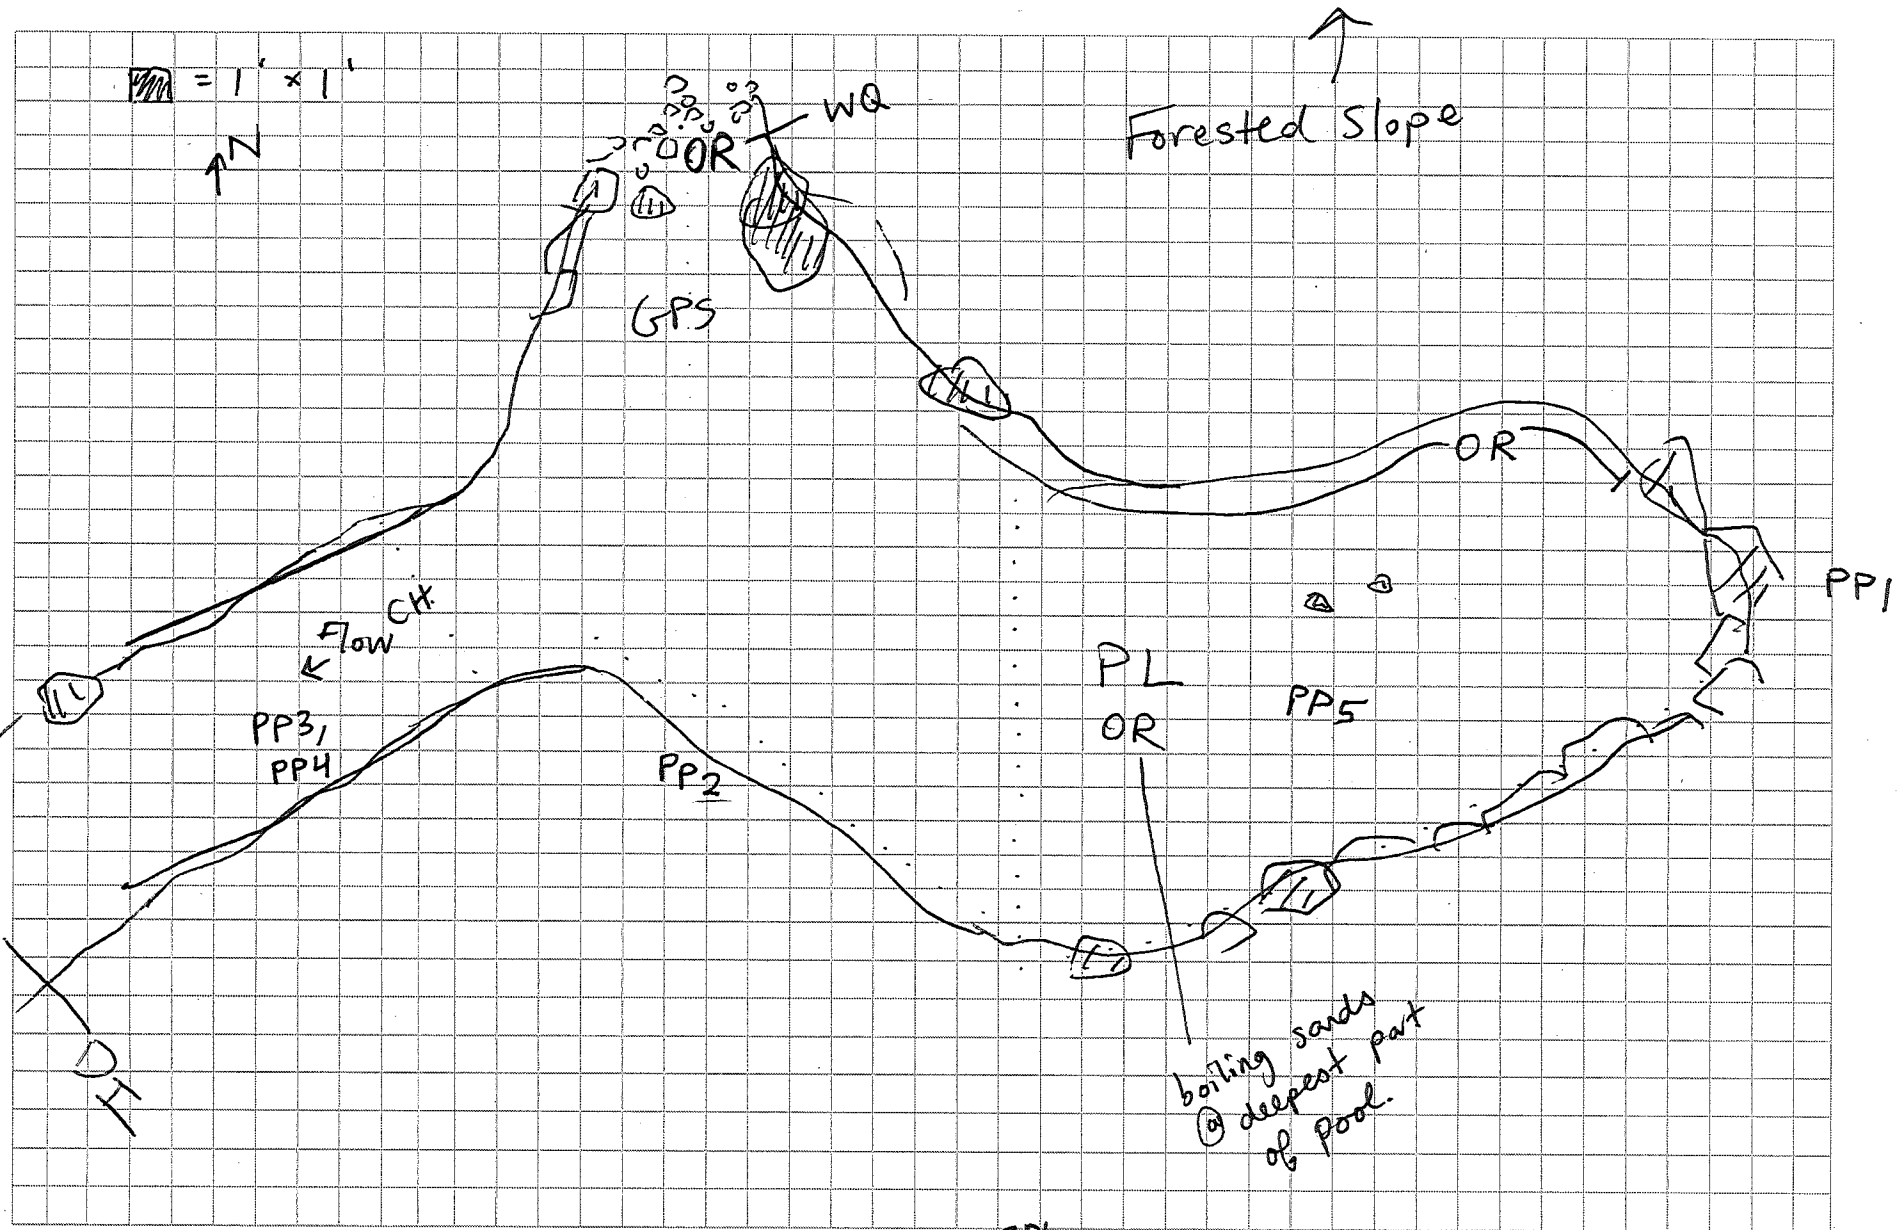 = 1' x 1'
N
OR
WQ
Forested Slope
GPS
OR
PP1
CH
Flow
PL
OR
PP5
PP3,
PP4
PP2
DH
boiling sands
@ deepest part
of pool.